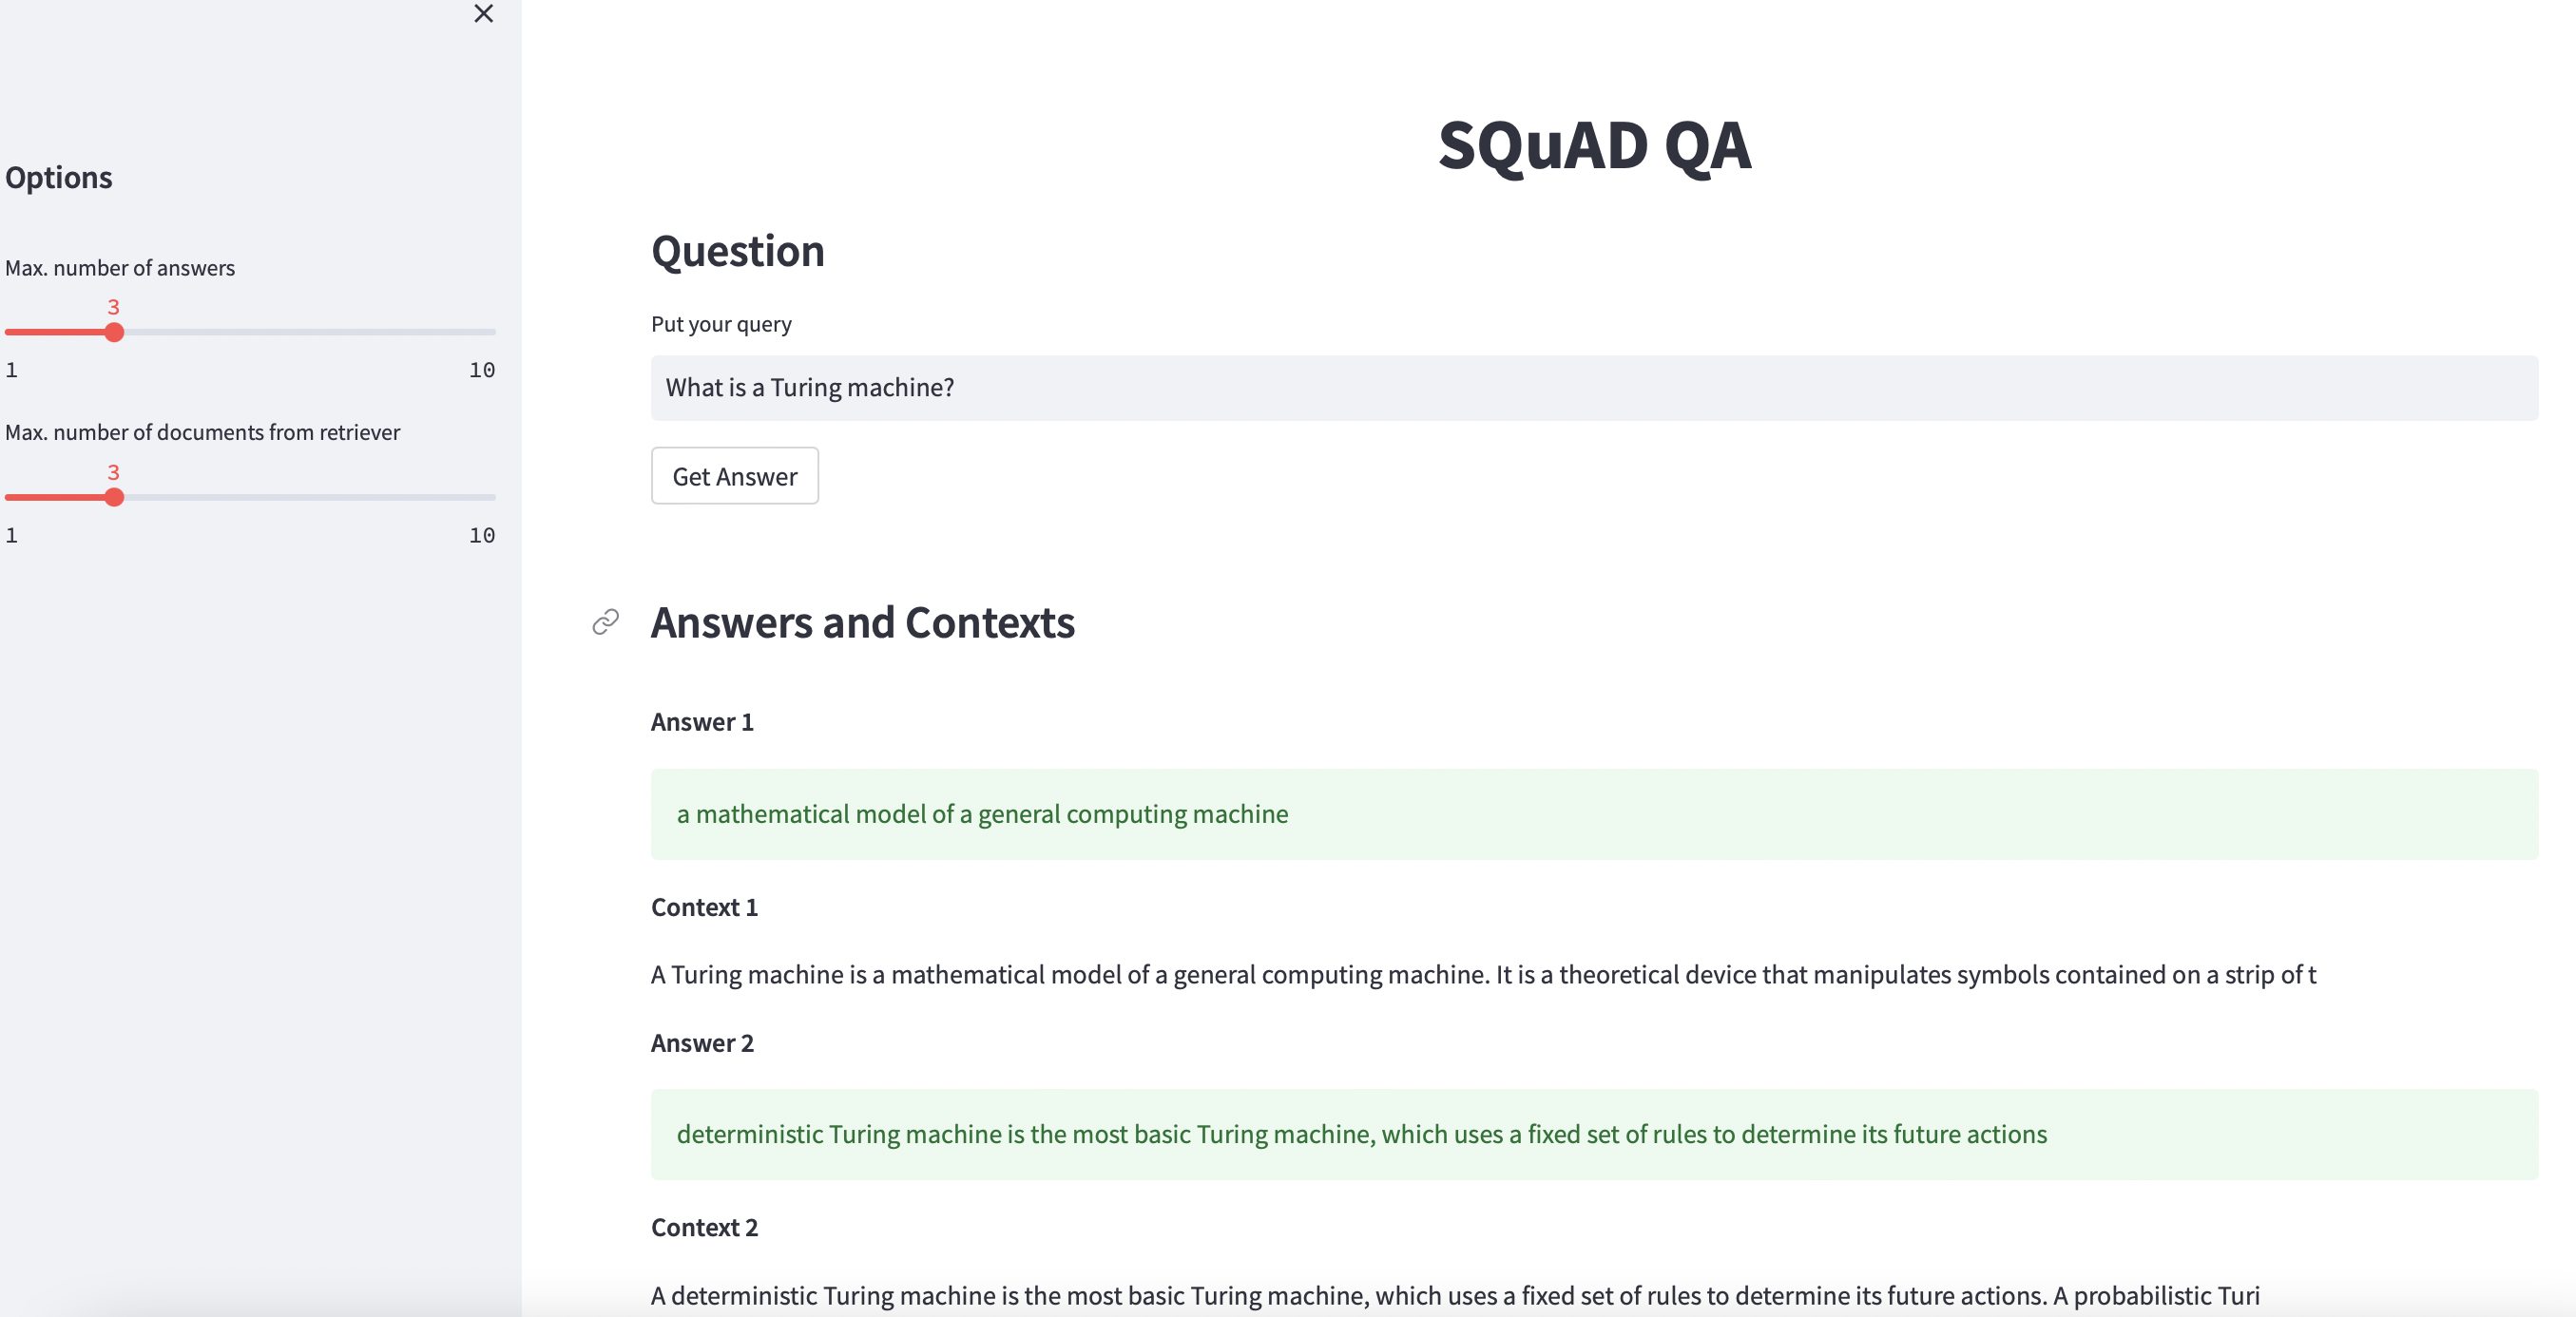 Options
Max. number of answers
3
1 10
Max. number of documents from retriever
3
1 10
SQuAD QA
Question
Put your query
What is a Turing machine?
Get Answer
Answers and Contexts
Answer 1
a mathematical model of a general computing machine
Context 1
A Turing machine is a mathematical model of a general computing machine. It is a theoretical device that manipulates symbols contained on a strip of t
Answer 2
deterministic Turing machine is the most basic Turing machine, which uses a fixed set of rules to determine its future actions
Context 2
A deterministic Turing machine is the most basic Turing machine, which uses a fixed set of rules to determine its future actions. A probabilistic Turi